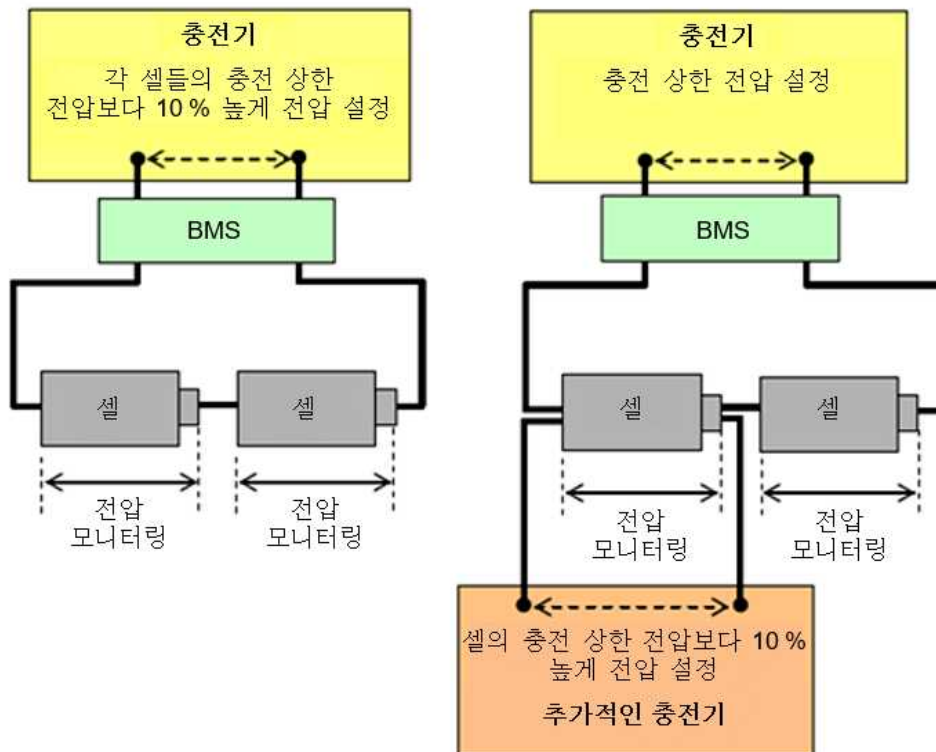 충전기
각 셀들의 충전 상한
전압보다 10 % 높게 전압 설정
BMS
셀
셀
전압
모니터링
전압
모니터링
충전기
충전 상한 전압 설정
BMS
셀
셀
전압
모니터링
전압
모니터링
셀의 충전 상한 전압보다 10 %
높게 전압 설정
추가적인 충전기